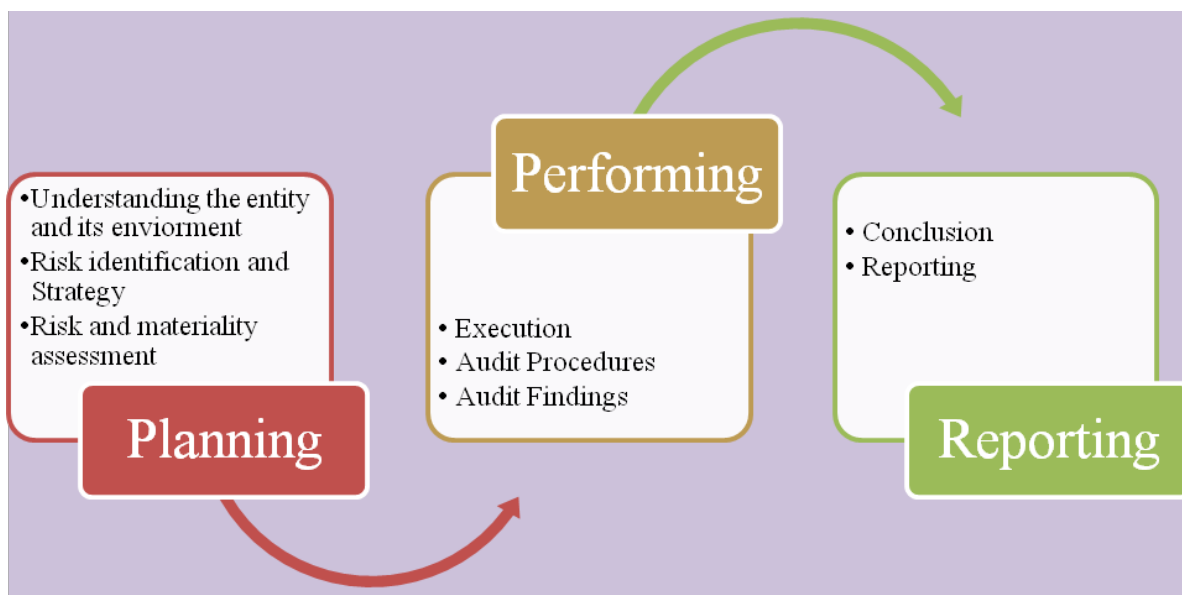 •Understanding the entity
and its enviorment
•Risk identification and
Strategy
•Risk and materiality
assessment
Planning
Performing
• Execution
• Audit Procedures
• Audit Findings
• Conclusion
• Reporting
Reporting